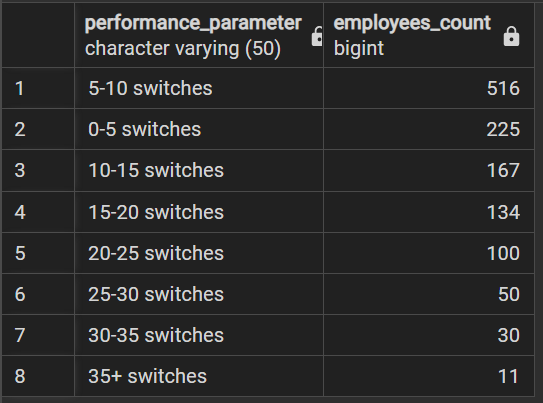 performance_parameter employees_count
character varying (50) bigint
1 5-10 switches 516
2 0-5 switches 225
3 10-15 switches 167
4 15-20 switches 134
5 20-25 switches 100
6 25-30 switches 50
7 30-35 switches 30
8 35+ switches 11